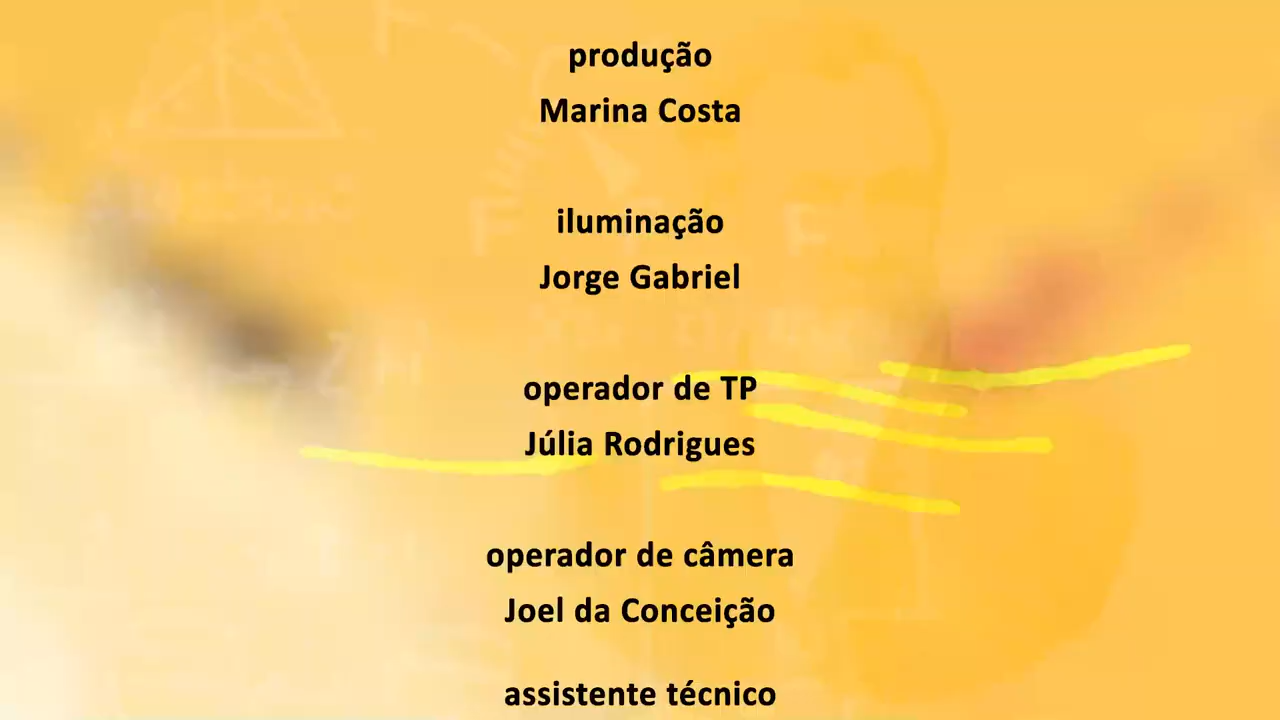 produção
Marina Costa
iluminação
Jorge Gabriel
operador de TP
Júlia Rodrigues
operador de câmera
Joel da Conceição
assistente técnico